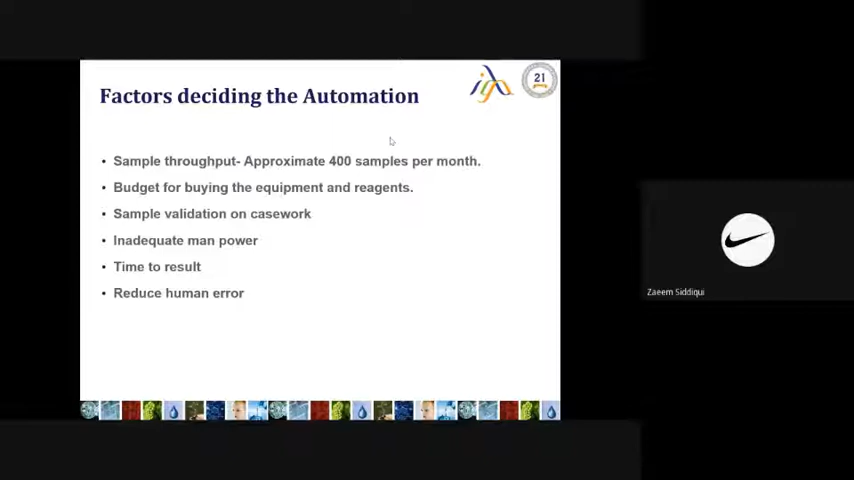 Factors deciding the Automation
21
• Sample throughput- Approximate 400 samples per month.
• Budget for buying the equipment and reagents.
• Sample validation on casework
• Inadequate man power
• Time to result
• Reduce human error
Zaeem Siddiqui